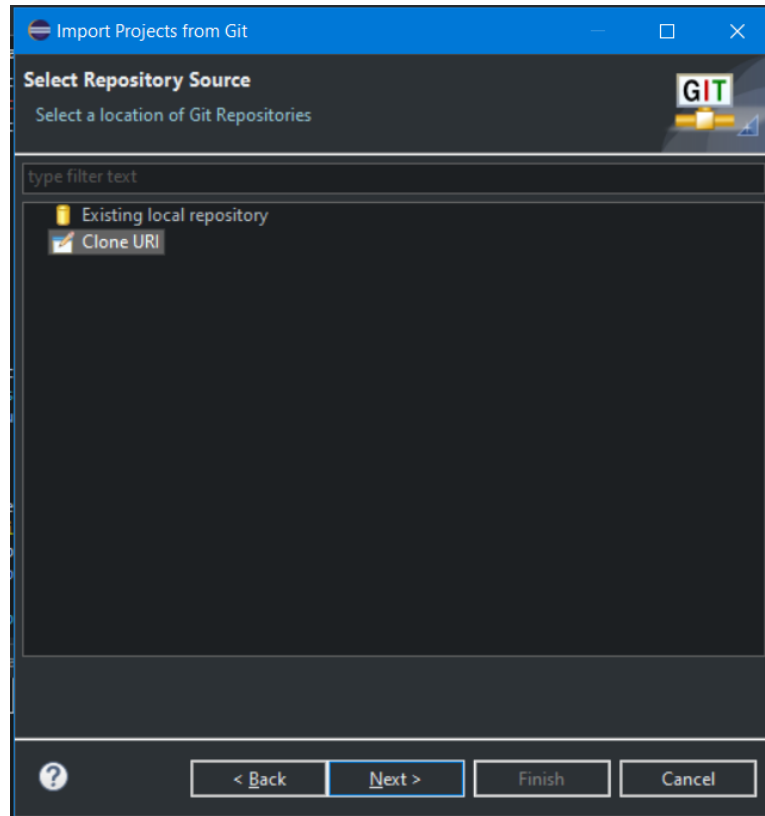 Import Projects from Git
Select Repository Source
Select a location of Git Repositories
GIT
type filter text
Existing local repository
Clone URI
?
< Back
Next >
Finish
Cancel